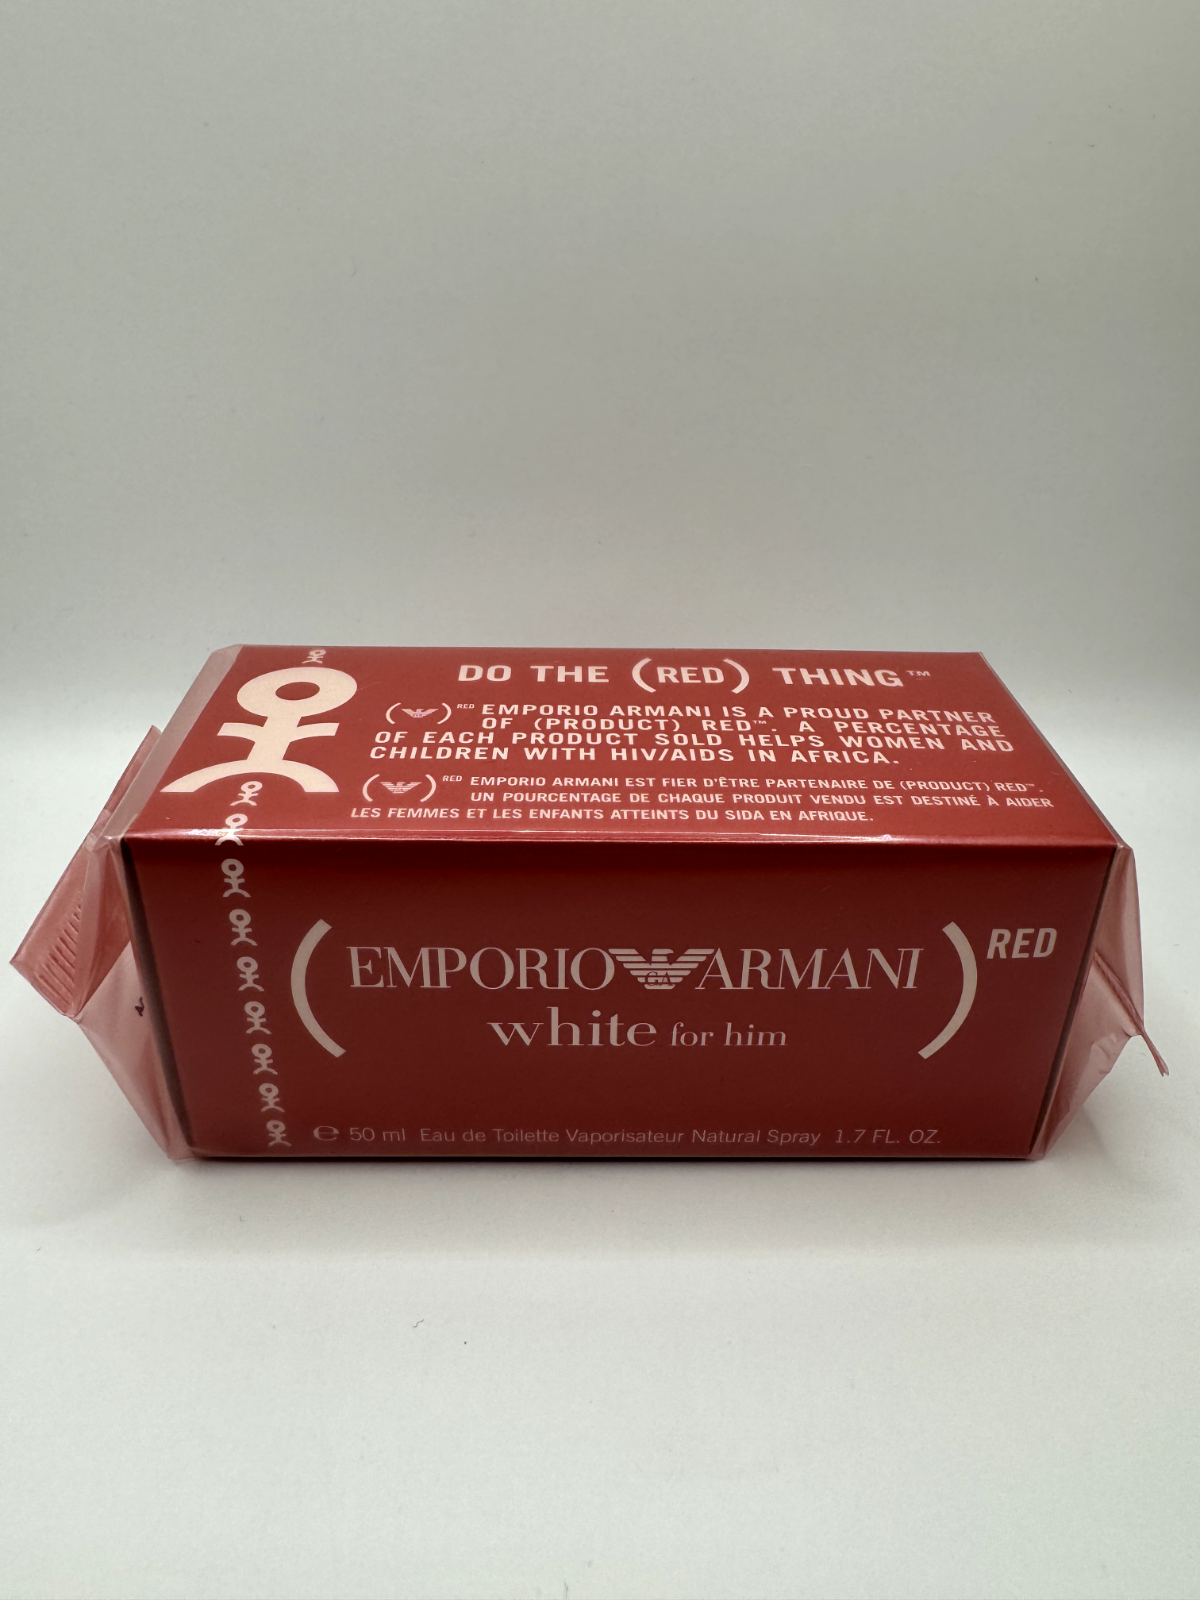 DO THE (RED) THING™
( )RED EMPORIO ARMANI IS A PROUD PARTNER
OF (PRODUCT) RED™. A PERCENTAGE
OF EACH PRODUCT SOLD HELPS WOMEN AND
CHILDREN WITH HIV/AIDS IN AFRICA.
( )RED EMPORIO ARMANI EST FIER D'ÊTRE PARTENAIRE DE (PRODUCT) RED™.
UN POURCENTAGE DE CHAQUE PRODUIT VENDU EST DESTINÉ À AIDER
LES FEMMES ET LES ENFANTS ATTEINTS DU SIDA EN AFRIQUE.
(EMPORIO GA ARMANI) RED
white for him
℮ 50 ml Eau de Toilette Vaporisateur Natural Spray 1.7 FL. OZ.